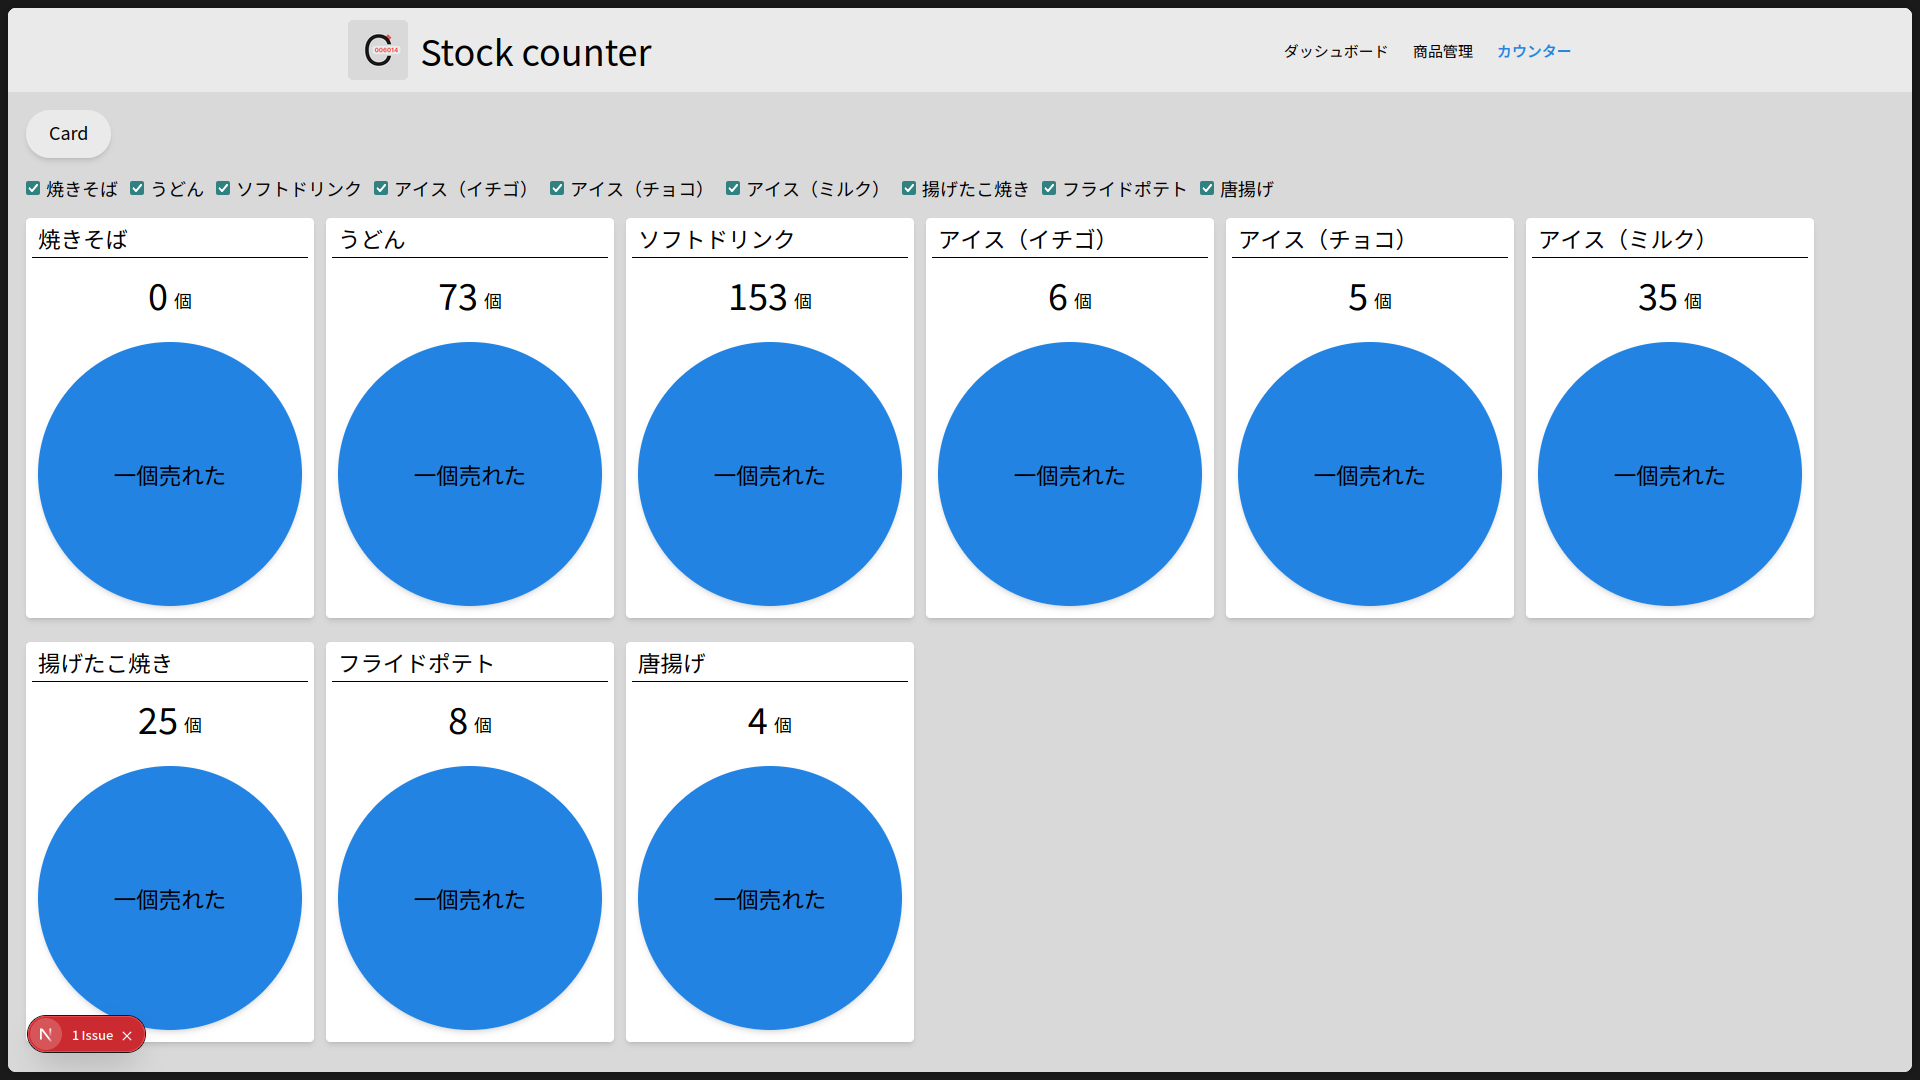 006014
Stock counter
ダッシュボード 商品管理 カウンター
Card
焼きそば うどん ソフトドリンク アイス（イチゴ） アイス（チョコ） アイス（ミルク） 揚げたこ焼き フライドポテト 唐揚げ
焼きそば
0 個
一個売れた
うどん
73 個
一個売れた
ソフトドリンク
153 個
一個売れた
アイス（イチゴ）
6 個
一個売れた
アイス（チョコ）
5 個
一個売れた
アイス（ミルク）
35 個
一個売れた
揚げたこ焼き
25 個
一個売れた
フライドポテト
8 個
一個売れた
唐揚げ
4 個
一個売れた
1 Issue